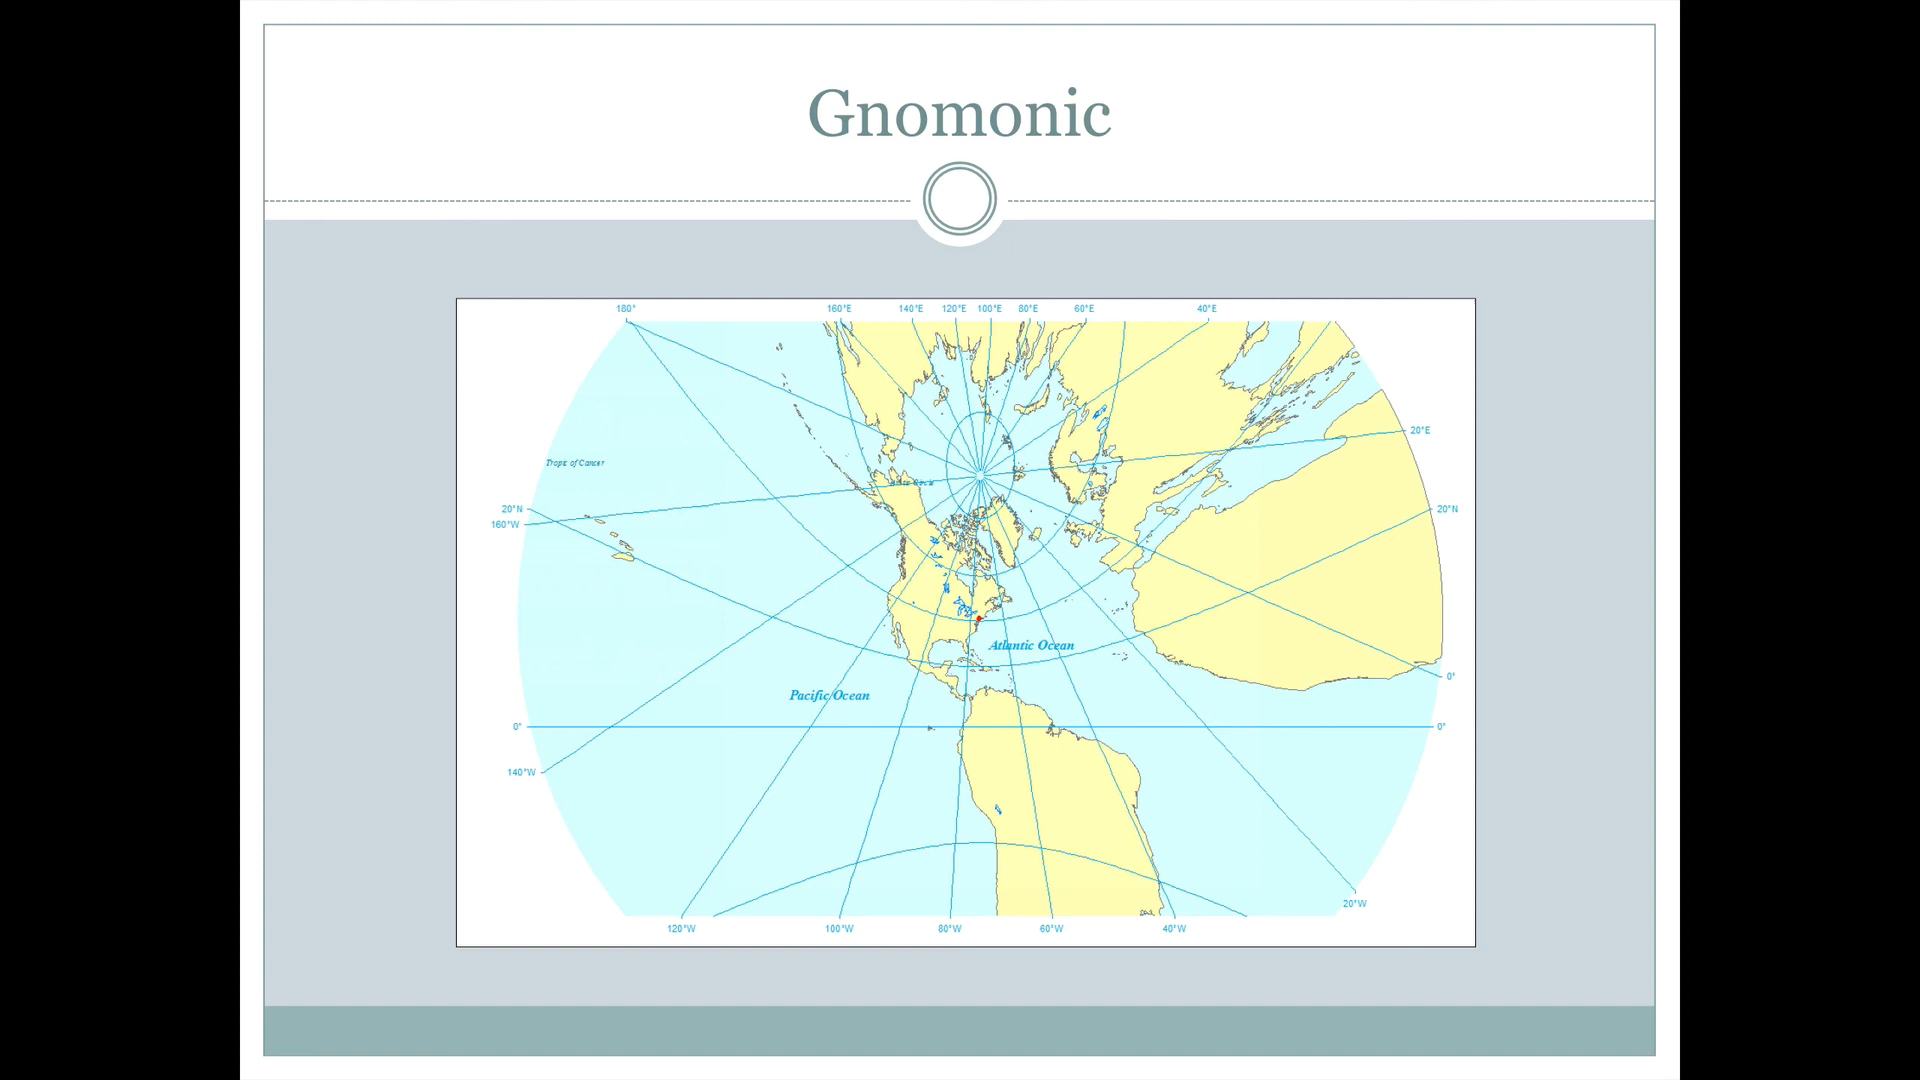 Gnomonic
180° 160°E 140°E 120°E 100°E 80°E 60°E 40°E
20°E
Tropic of Cancer
20°N 20°N
160°W
Atlantic Ocean
0°
Pacific Ocean
0° 0°
140°W
20°W
120°W 100°W 80°W 60°W 40°W